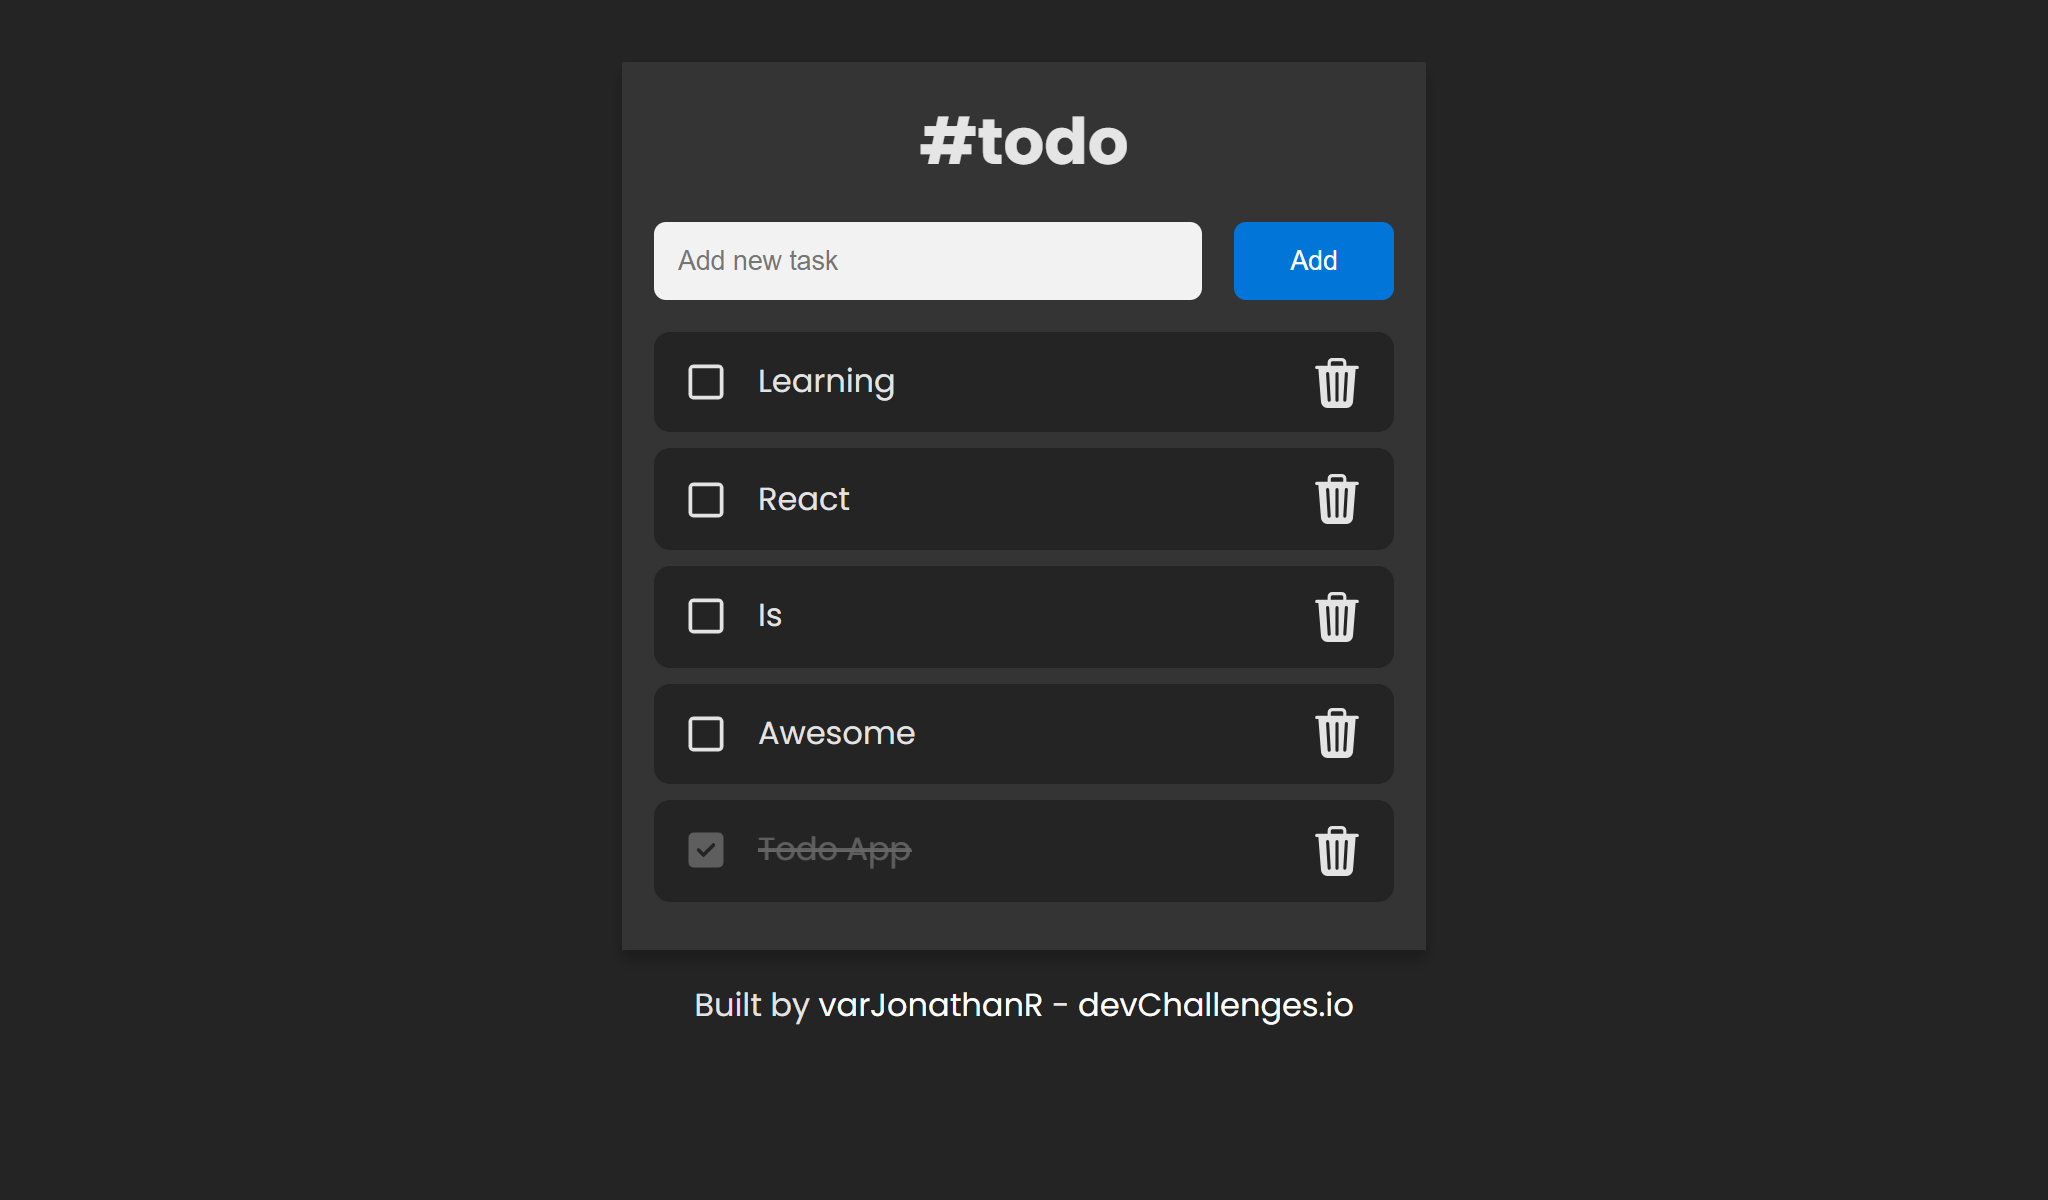 #todo
Add new task
Add
Learning
React
Is
Awesome
Todo App
Built by varJonathanR - devChallenges.io